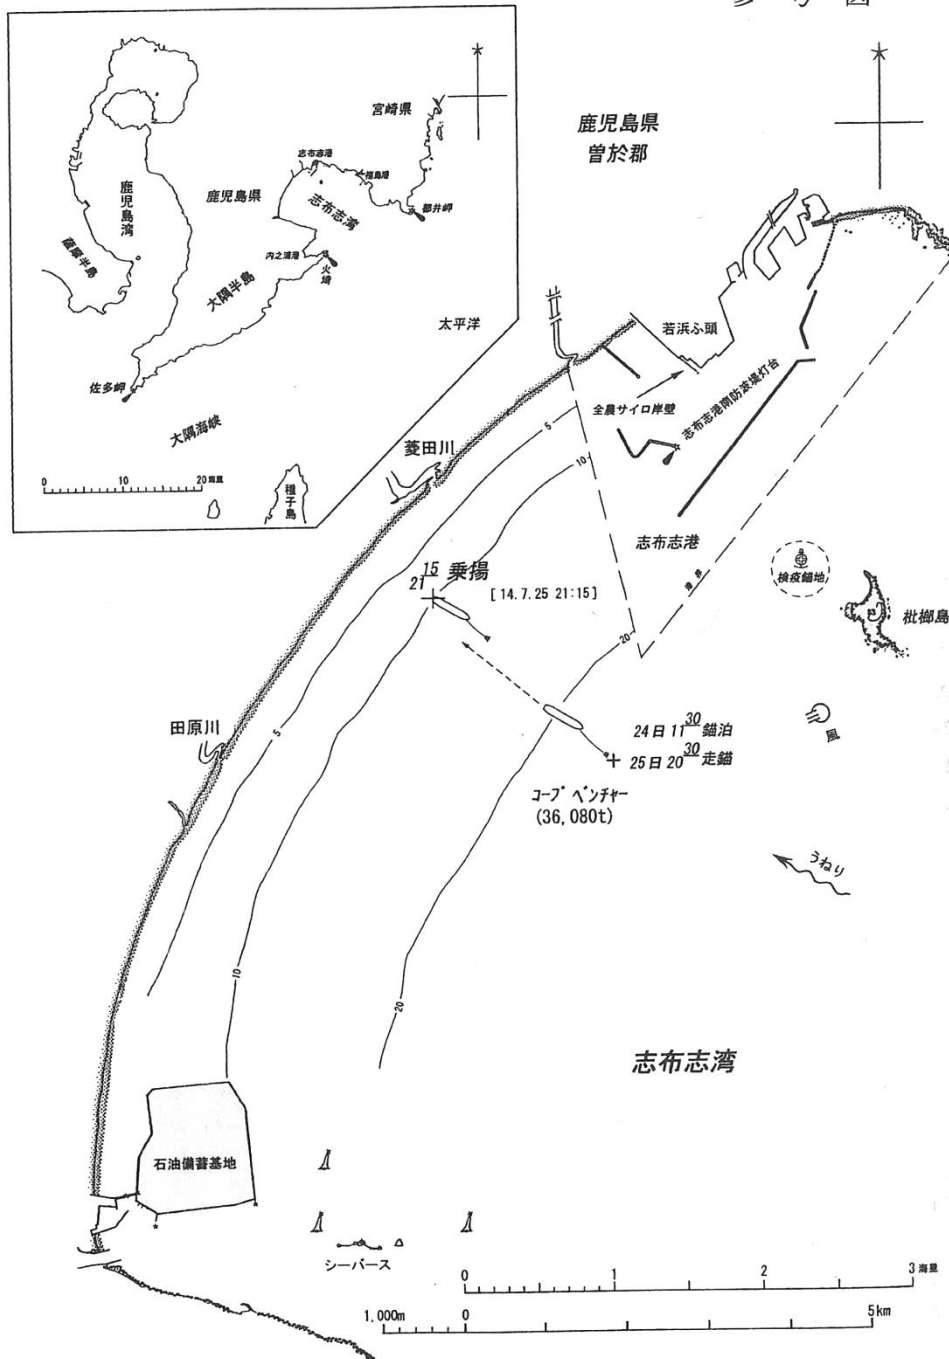 参考図
宮崎県
志布志港
福島港
鹿児島県
志布志湾
都井岬
鹿児島湾
薩摩半島
内之浦港
火埼
大隅半島
太平洋
佐多岬
大隅海峡
種子島
0 10 20海里
鹿児島県
曽於郡
若浜ふ頭
全農サイロ岸壁
志布志港南防波堤灯台
菱田川
5
10
志布志港
港界
検疫錨地
枇榔島
21 15 乗揚
[14.7.25 21:15]
20
田原川
5
24日 11 30 錨泊
25日 20 30 走錨
風
コープ ベンチャー
(36,080t)
うねり
10
20
志布志湾
石油備蓄基地
シーバース
0 1 2 3 海里
1,000m 0 5km